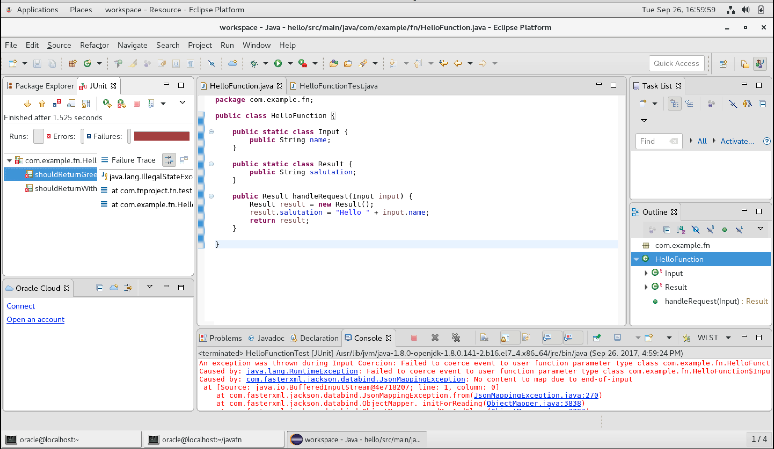 Applications Places workspace - Resource - Eclipse Platform Tue Sep 26, 16:59:59
workspace - Java - hello/src/main/java/com/example/fn/HelloFunction.java - Eclipse Platform
File Edit Source Refactor Navigate Search Project Run Window Help
Quick Access
Package Explorer JUnit
Finished after 1.525 seconds
Runs: Errors: Failures:
com.example.fn.Hell
shouldReturnGree
shouldReturnWith
Failure Trace
java.lang.IllegalStateExce
at com.fnproject.fn.test
at com.example.fn.Hell
Oracle Cloud
Connect
Open an account
HelloFunction.java HelloFunctionTest.java
package com.example.fn;
public class HelloFunction {
public static class Input {
public String name;
}
public static class Result {
public String salutation;
}
public Result handleRequest(Input input) {
Result result = new Result();
result.salutation = "Hello " + input.name;
return result;
}
}
Task List
Find All Activate...
Outline
com.example.fn
HelloFunction
Input
Result
handleRequest(Input) : Result
Problems Javadoc Declaration Console
WLST
<terminated> HelloFunctionTest [JUnit] /usr/lib/jvm/java-1.8.0-openjdk-1.8.0.141-2.b16.el7_4.x86_64/jre/bin/java (Sep 26, 2017, 4:59:24 PM)
An exception was thrown during Input Coercion: Failed to coerce event to user function parameter type class com.example.fn.HelloFunct
Caused by: java.lang.RuntimeException: Failed to coerce event to user function parameter type class com.example.fn.HelloFunction$Inpu
Caused by: com.fasterxml.jackson.databind.JsonMappingException: No content to map due to end-of-input
at [Source: java.io.BufferedInputStream@4e718207; line: 1, column: 0]
at com.fasterxml.jackson.databind.JsonMappingException.from(JsonMappingException.java:270)
at com.fasterxml.jackson.databind.ObjectMapper._initForReading(ObjectMapper.java:3838)
oracle@localhost:~ oracle@localhost:~/javafn workspace - Java - hello/src/main/.a... 1 / 4